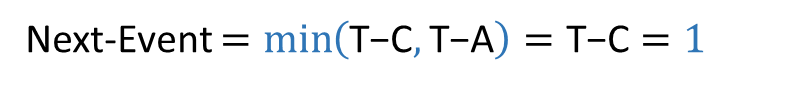 Next-Event = min(T−C, T−A) = T−C = 1